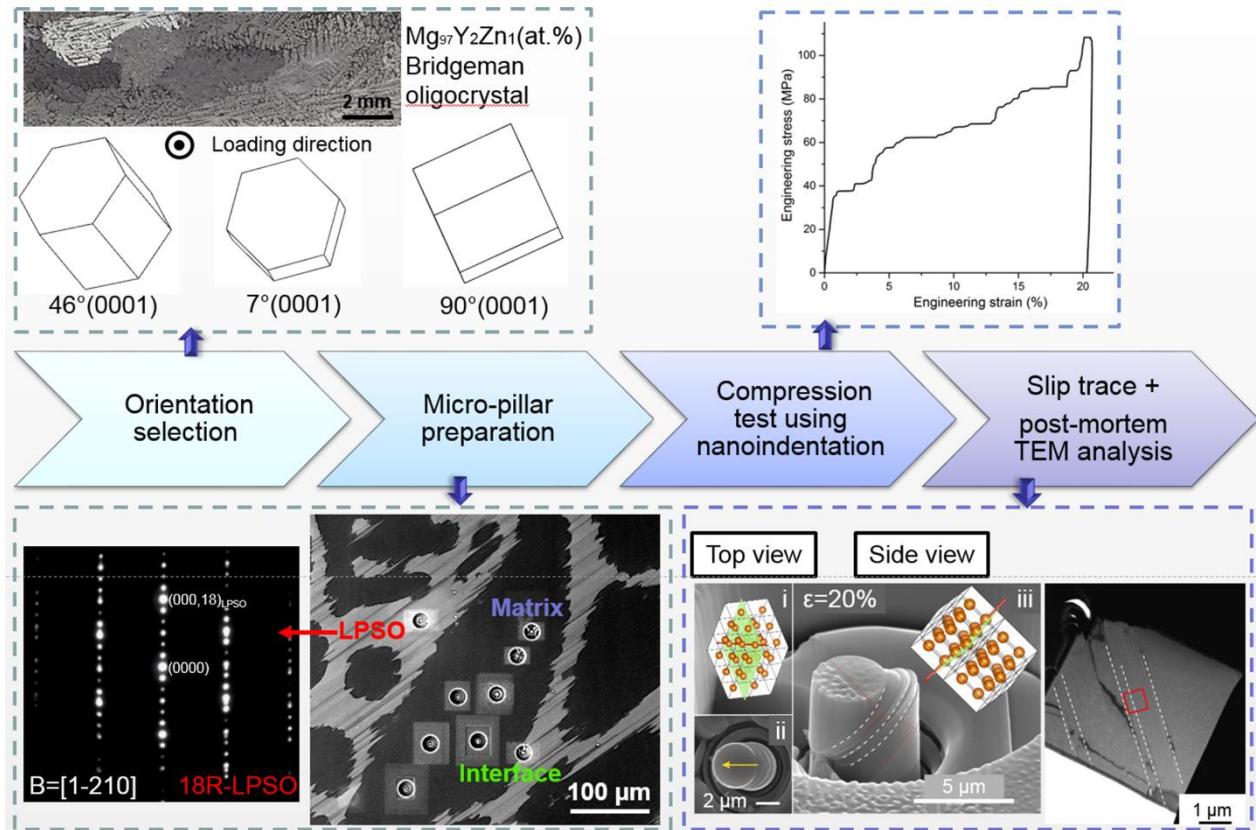 Mg₉₇Y₂Zn₁(at.%)
Bridgeman
oligocrystal
2 mm
Loading direction
46°(0001)
7°(0001)
90°(0001)
Engineering stress (MPa)
100
80
60
40
20
0
0
5
10
15
20
Engineering strain (%)
Orientation
selection
Micro-pillar
preparation
Compression
test using
nanoindentation
Slip trace +
post-mortem
TEM analysis
(000,18)LPSO
(0000)
LPSO
B=[1-210]
18R-LPSO
Matrix
Interface
100 µm
Top view
Side view
i
ε=20%
iii
ii
2 µm
5 µm
1 µm